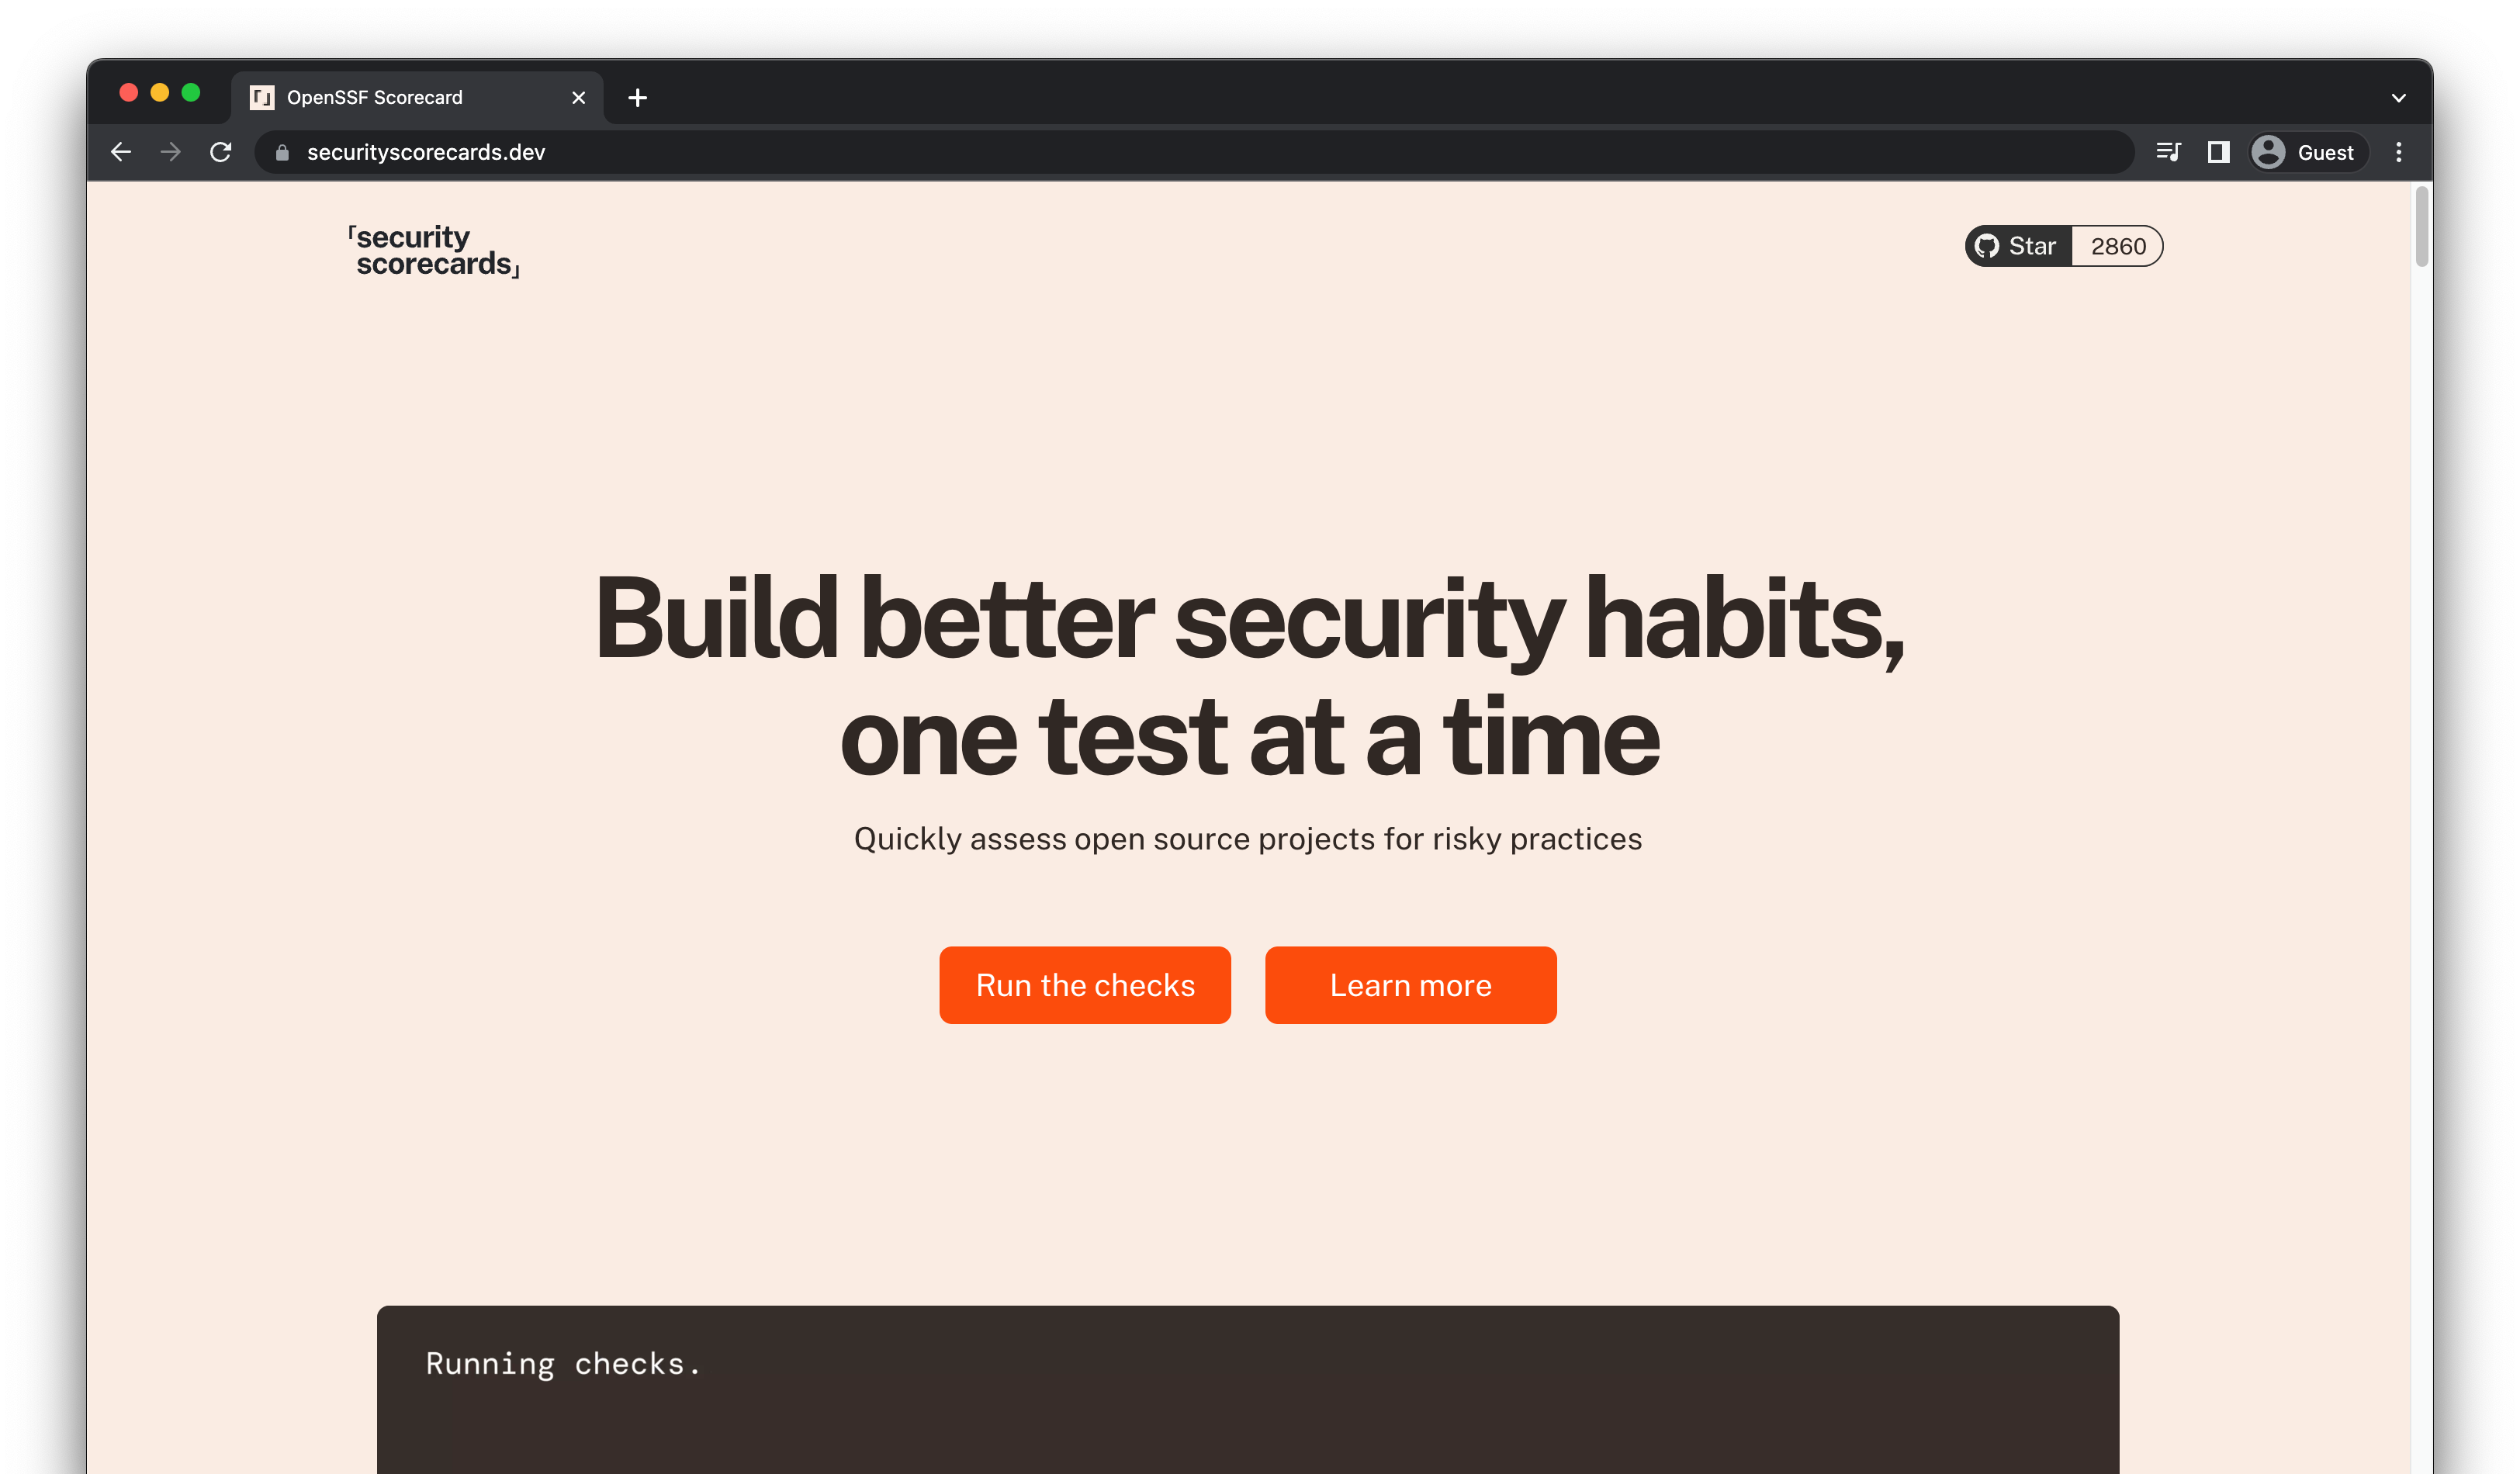 OpenSSF Scorecard
securityscorecards.dev
Guest
「security
scorecards」
Star 2860
Build better security habits,
one test at a time
Quickly assess open source projects for risky practices
Run the checks
Learn more
Running checks.